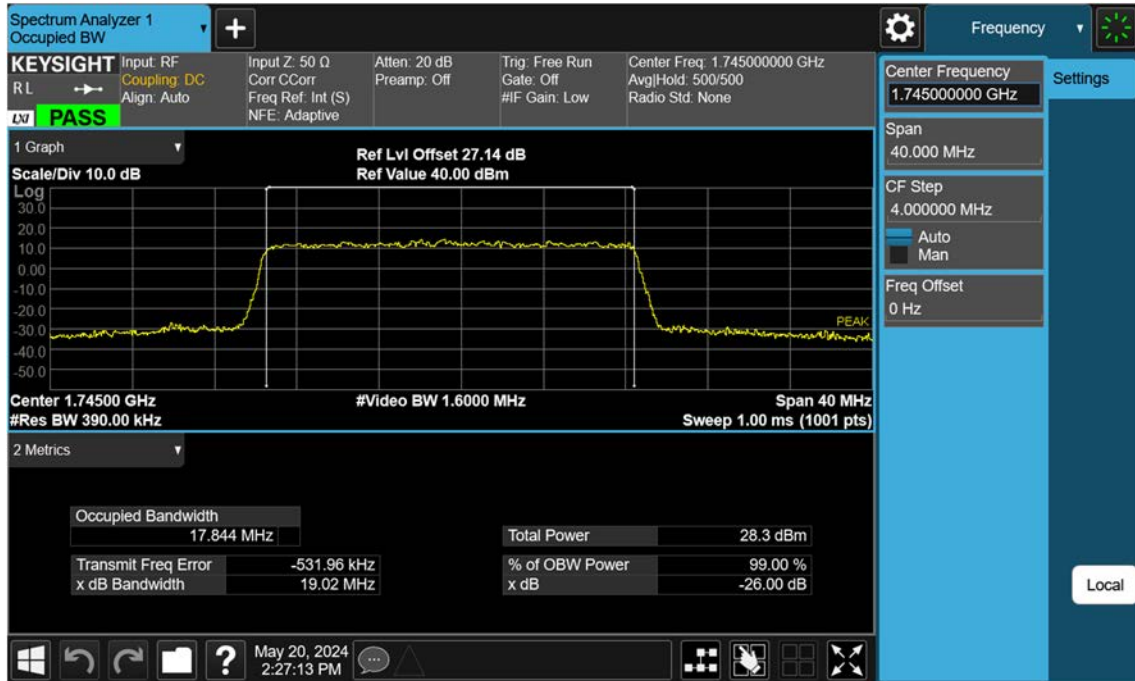 Spectrum Analyzer 1
Occupied BW
+
Frequency
KEYSIGHT
R L
LXI
PASS
Input: RF
Coupling: DC
Align: Auto
Input Z: 50 Ω
Corr CCorr
Freq Ref: Int (S)
NFE: Adaptive
Atten: 20 dB
Preamp: Off
Trig: Free Run
Gate: Off
#IF Gain: Low
Center Freq: 1.745000000 GHz
Avg|Hold: 500/500
Radio Std: None
Center Frequency
1.745000000 GHz
Settings
Span
40.000 MHz
CF Step
4.000000 MHz
Auto
Man
Freq Offset
0 Hz
Local
1 Graph
Scale/Div 10.0 dB
Ref Lvl Offset 27.14 dB
Ref Value 40.00 dBm
Log
30.0
20.0
10.0
0.00
-10.0
-20.0
-30.0
-40.0
-50.0
PEAK
Center 1.74500 GHz
#Res BW 390.00 kHz
#Video BW 1.6000 MHz
Span 40 MHz
Sweep 1.00 ms (1001 pts)
2 Metrics
Occupied Bandwidth
17.844 MHz
Total Power 28.3 dBm
Transmit Freq Error -531.96 kHz
% of OBW Power 99.00 %
x dB Bandwidth 19.02 MHz
x dB -26.00 dB
?
May 20, 2024
2:27:13 PM